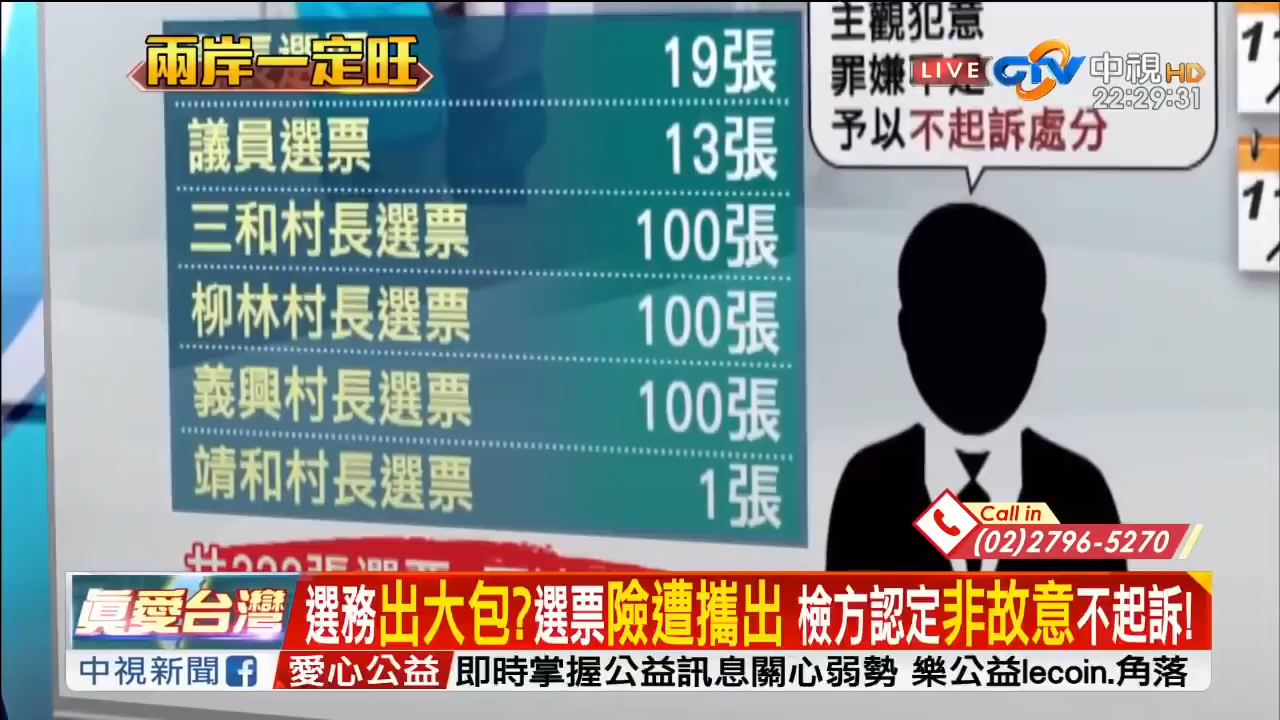 兩岸一定旺
19張
議員選票
13張
三和村長選票
100張
柳林村長選票
100張
義興村長選票
100張
靖和村長選票
1張
主觀犯意
罪嫌
予以不起訴處分
LIVE
CTV
中視HD
22:29:31
Call in
(02)2796-5270
真愛台灣
選務出大包?選票險遭攜出 檢方認定非故意不起訴!
中視新聞
愛心公益
即時掌握公益訊息關心弱勢 樂公益lecoin.角落